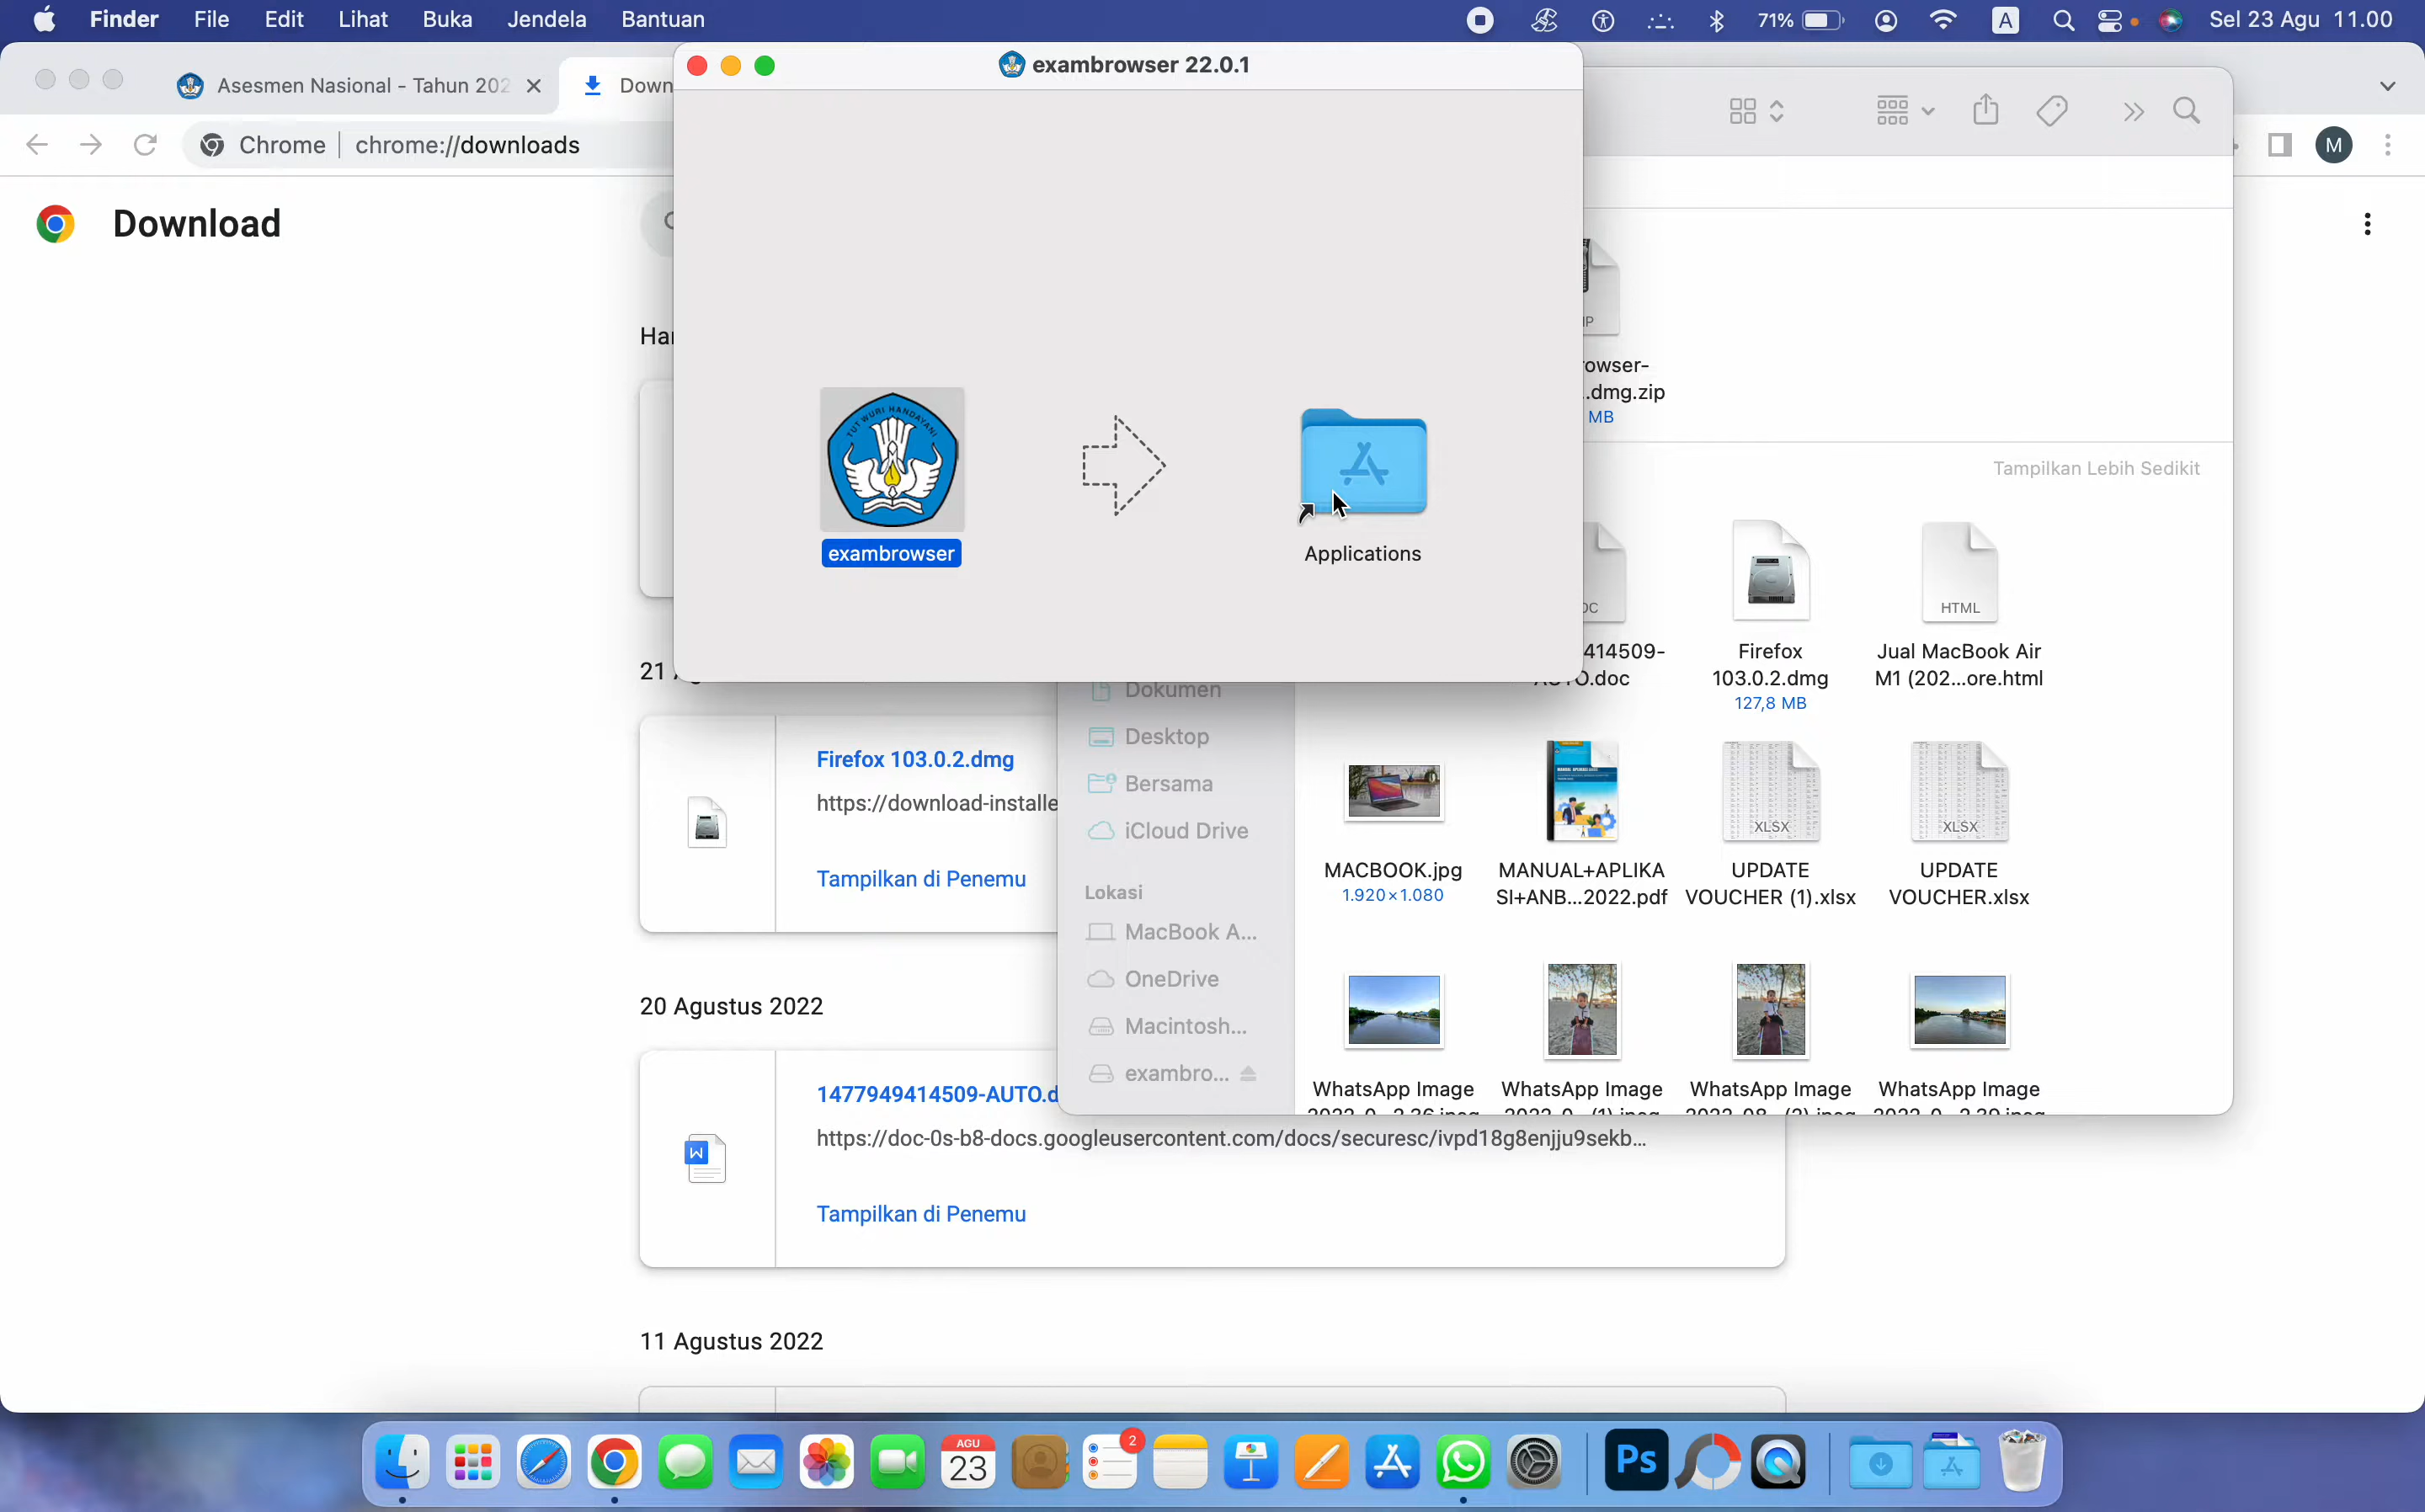 Finder File Edit Lihat Buka Jendela Bantuan 71% A Sel 23 Agu 11.00
Asesmen Nasional - Tahun 202
Down
exambrowser 22.0.1
Chrome chrome://downloads
M
Download
TUT WURI HANDAYANI
exambrowser
Applications
.dmg.zip
MB
Tampilkan Lebih Sedikit
HTML
414509-
.doc
Firefox
103.0.2.dmg
127,8 MB
Jual MacBook Air
M1 (202...ore.html
21
Dokumen
Desktop
Bersama
iCloud Drive
Lokasi
MacBook A...
OneDrive
Macintosh...
exambro...
XLSX
XLSX
MACBOOK.jpg
1.920×1.080
MANUAL+APLIKA
SI+ANB...2022.pdf
UPDATE
VOUCHER (1).xlsx
UPDATE
VOUCHER.xlsx
WhatsApp Image
WhatsApp Image
WhatsApp Image
WhatsApp Image
Firefox 103.0.2.dmg
https://download-installe
Tampilkan di Penemu
20 Agustus 2022
W
1477949414509-AUTO.d
https://doc-0s-b8-docs.googleusercontent.com/docs/securesc/ivpd18g8enjju9sekb...
Tampilkan di Penemu
11 Agustus 2022
AGU
23
2
Ps